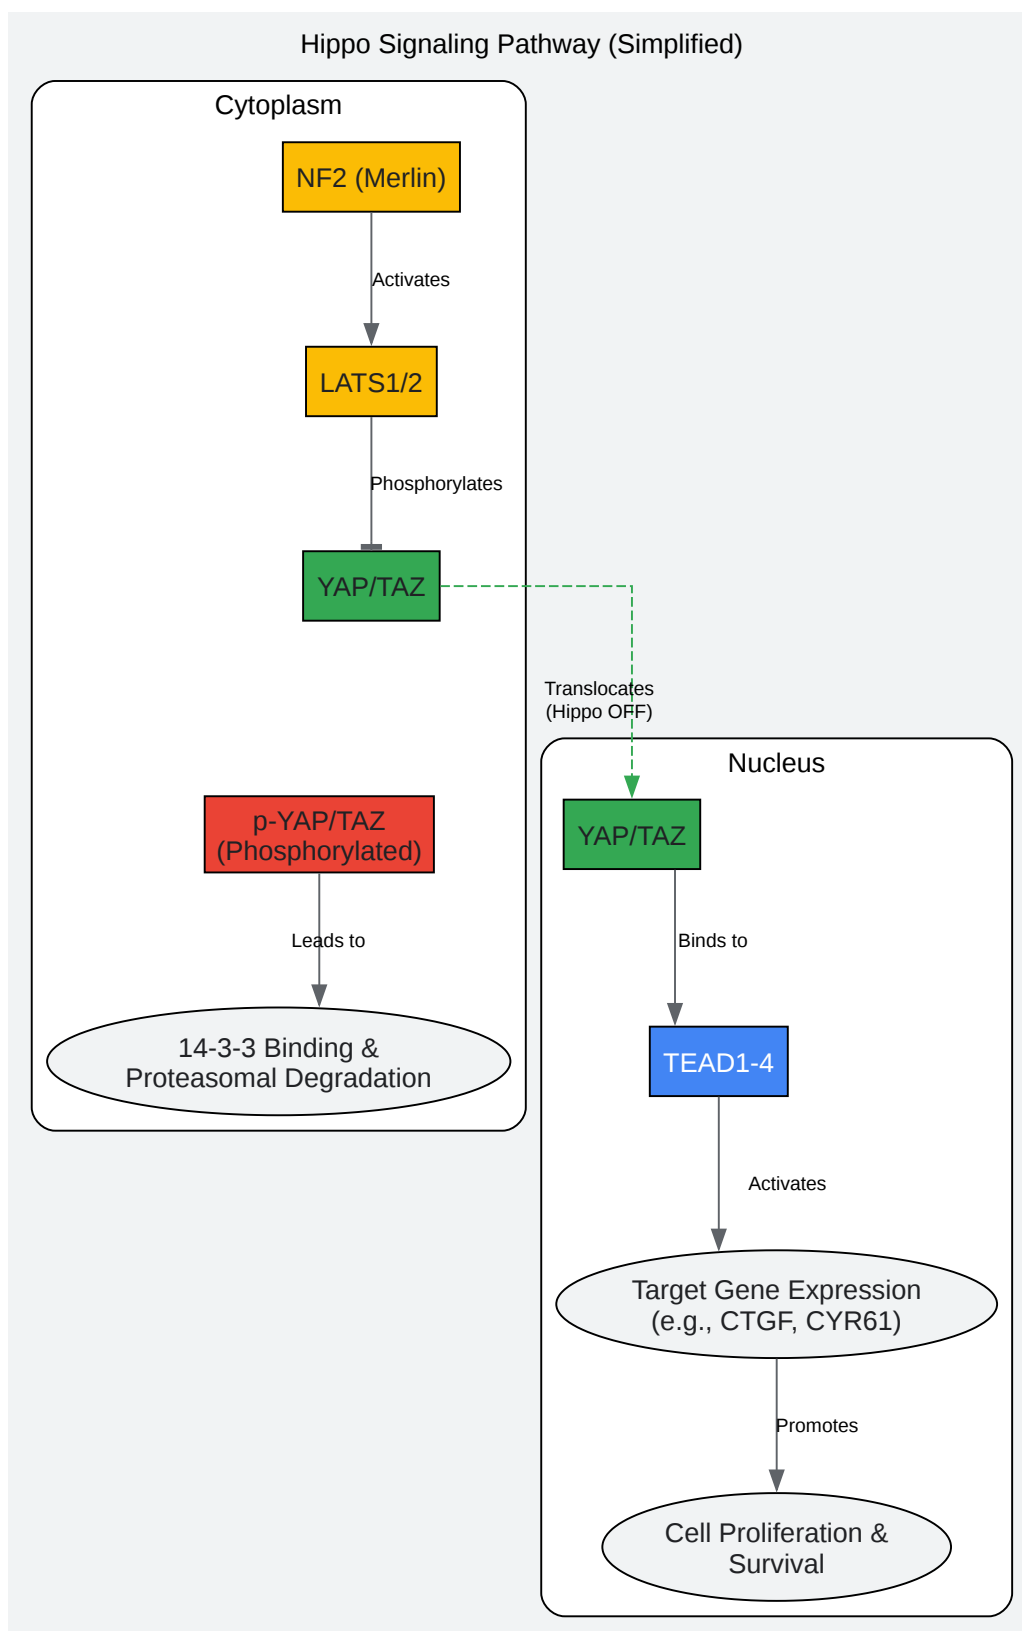 Hippo Signaling Pathway (Simplified)
Cytoplasm
NF2 (Merlin)
Activates
LATS1/2
Phosphorylates
YAP/TAZ
Translocates
(Hippo OFF)
p-YAP/TAZ
(Phosphorylated)
Leads to
14-3-3 Binding &
Proteasomal Degradation
Nucleus
YAP/TAZ
Binds to
TEAD1-4
Activates
Target Gene Expression
(e.g., CTGF, CYR61)
Promotes
Cell Proliferation &
Survival